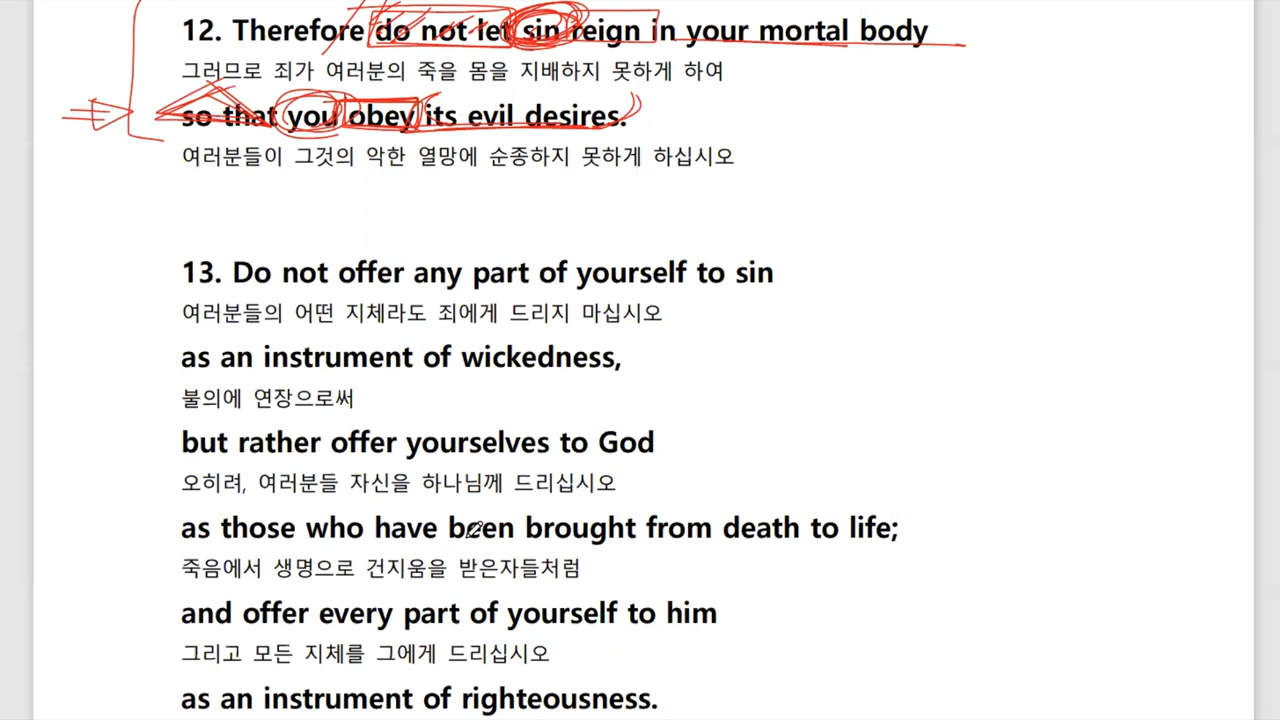 12. Therefore do not let sin reign in your mortal body
그러므로 죄가 여러분의 죽을 몸을 지배하지 못하게 하여
so that you obey its evil desires.
여러분들이 그것의 악한 열망에 순종하지 못하게 하십시오
13. Do not offer any part of yourself to sin
여러분들의 어떤 지체라도 죄에게 드리지 마십시오
as an instrument of wickedness,
불의에 연장으로써
but rather offer yourselves to God
오히려, 여러분들 자신을 하나님께 드리십시오
as those who have been brought from death to life;
죽음에서 생명으로 건지움을 받은자들처럼
and offer every part of yourself to him
그리고 모든 지체를 그에게 드리십시오
as an instrument of righteousness.